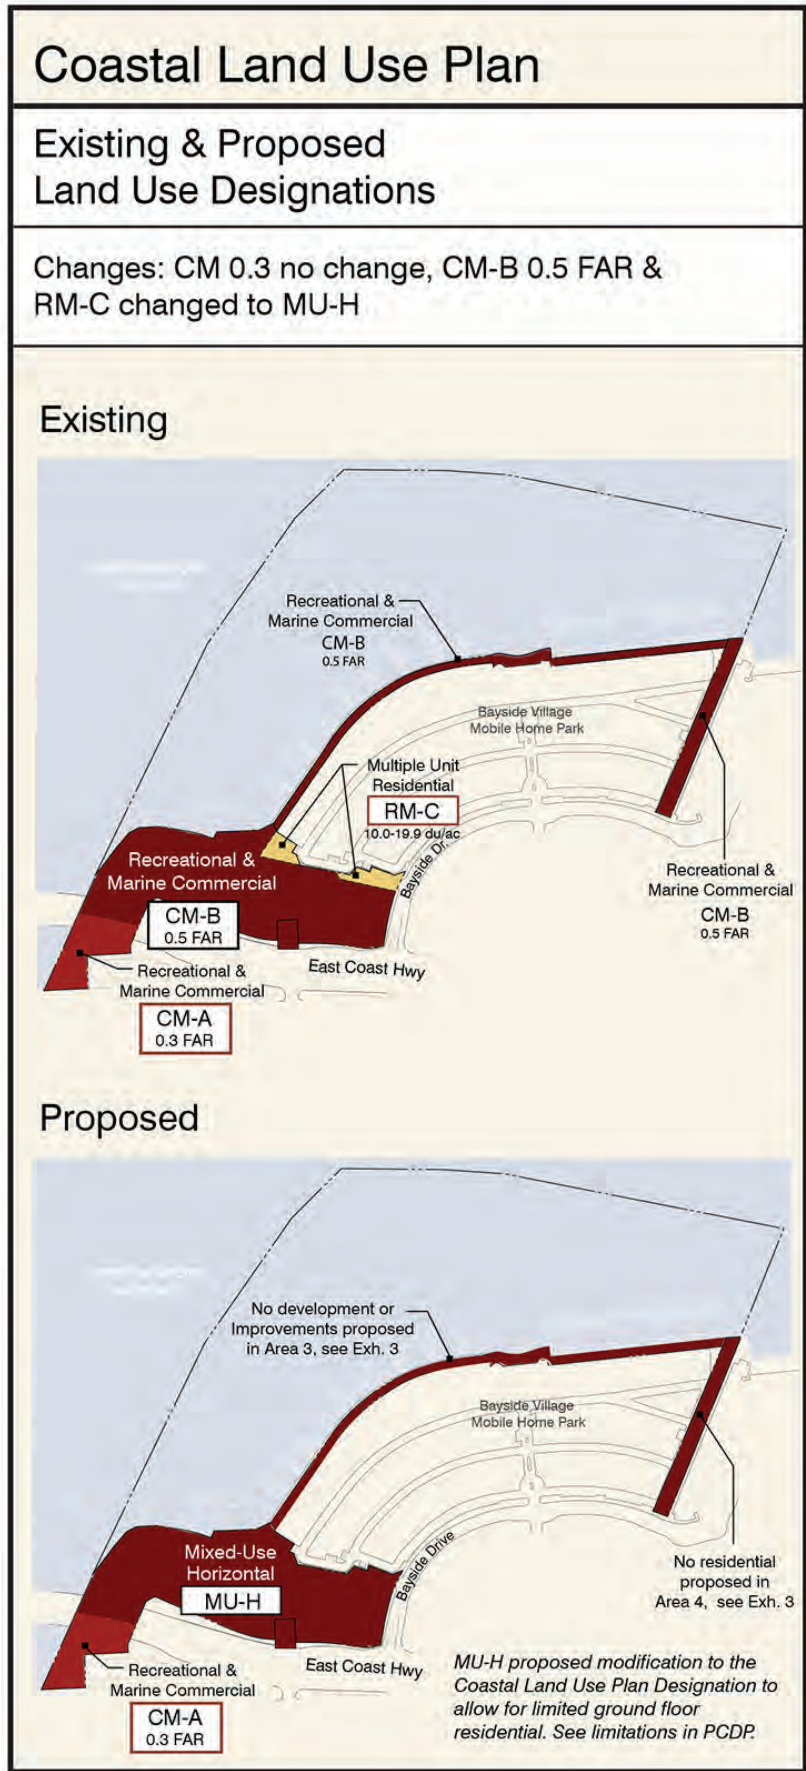 Coastal Land Use Plan
Existing & Proposed
Land Use Designations
Changes: CM 0.3 no change, CM-B 0.5 FAR &
RM-C changed to MU-H
Existing
Recreational &
Marine Commercial
CM-B
0.5 FAR
Bayside Village
Mobile Home Park
Multiple Unit
Residential
RM-C
10.0-19.9 du/ac
Bayside Dr.
Recreational &
Marine Commercial
CM-B
0.5 FAR
Recreational &
Marine Commercial
CM-B
0.5 FAR
East Coast Hwy
Recreational &
Marine Commercial
CM-A
0.3 FAR
Proposed
No development or
Improvements proposed
in Area 3, see Exh. 3
Bayside Village
Mobile Home Park
Mixed-Use
Horizontal
MU-H
Bayside Drive
No residential
proposed in
Area 4, see Exh. 3
East Coast Hwy
Recreational &
Marine Commercial
CM-A
0.3 FAR
MU-H proposed modification to the
Coastal Land Use Plan Designation to
allow for limited ground floor
residential. See limitations in PCDP.